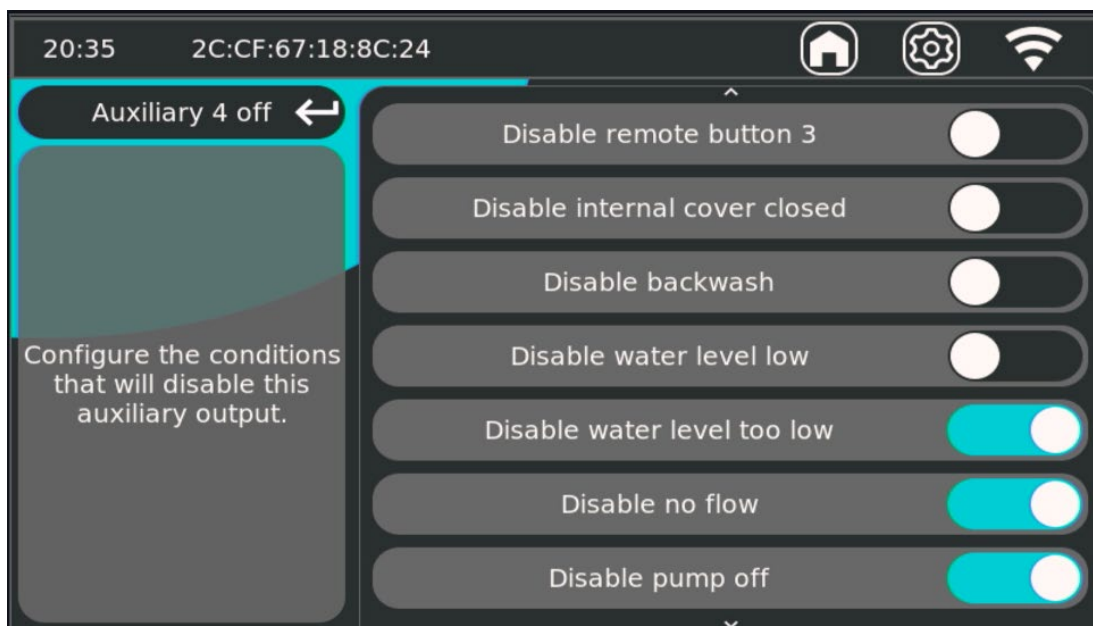 20:35 2C:CF:67:18:8C:24
Auxiliary 4 off
Configure the conditions
that will disable this
auxiliary output.
Disable remote button 3
Disable internal cover closed
Disable backwash
Disable water level low
Disable water level too low
Disable no flow
Disable pump off